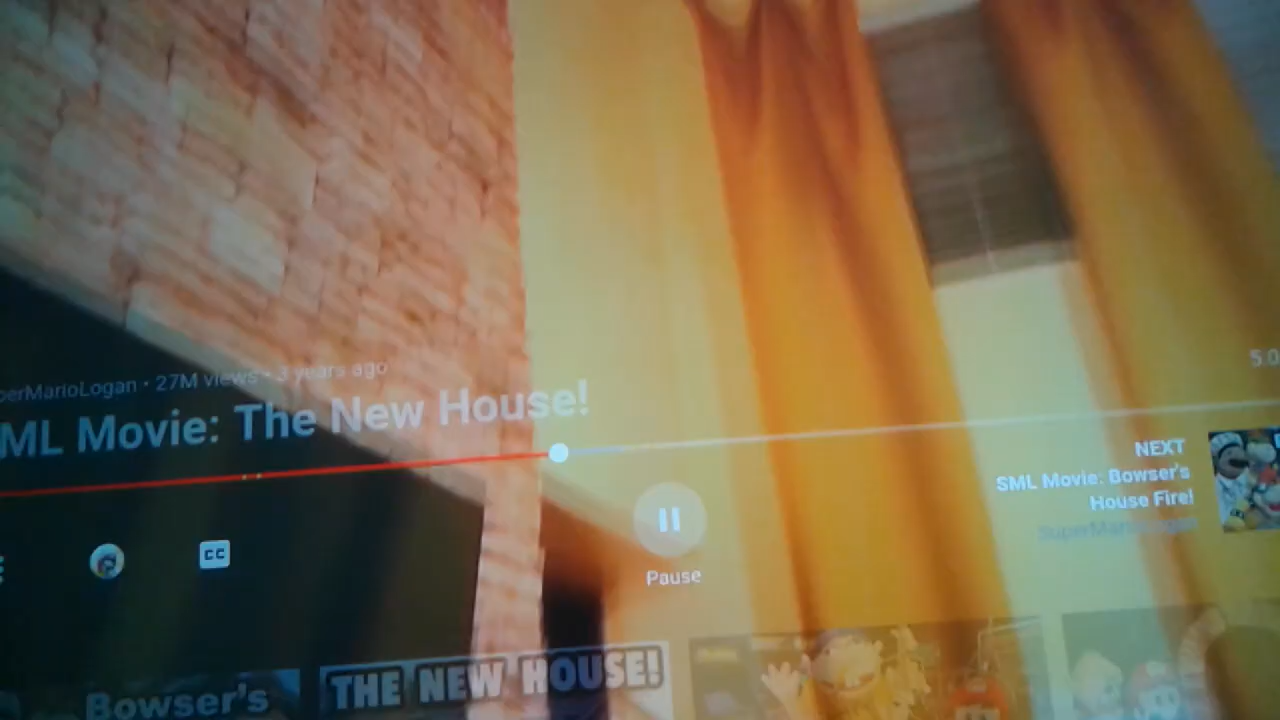 perMarioLogan • 27M views • 3 years ago
ML Movie: The New House!
5.0
NEXT
SML Movie: Bowser's
House Fire!
SuperMarioLogan
CC
Pause
Bowser's
THE NEW HOUSE!